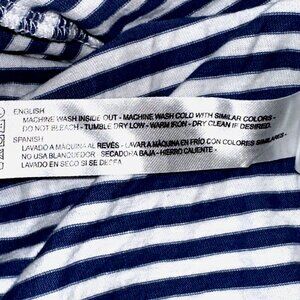 ENGLISH
MACHINE WASH INSIDE OUT - MACHINE WASH COLD WITH SIMILAR COLORS -
DO NOT BLEACH - TUMBLE DRY LOW - WARM IRON - DRY CLEAN IF DESIRED.
SPANISH
LAVADO A MÁQUINA AL REVÉS - LAVAR A MÁQUINA EN FRÍO CON COLORES SIMILARES -
NO USA BLANQUEDOR - SECADORA BAJA - HIERRO CALIENTE -
LAVADO EN SECO SI SE DESEA.